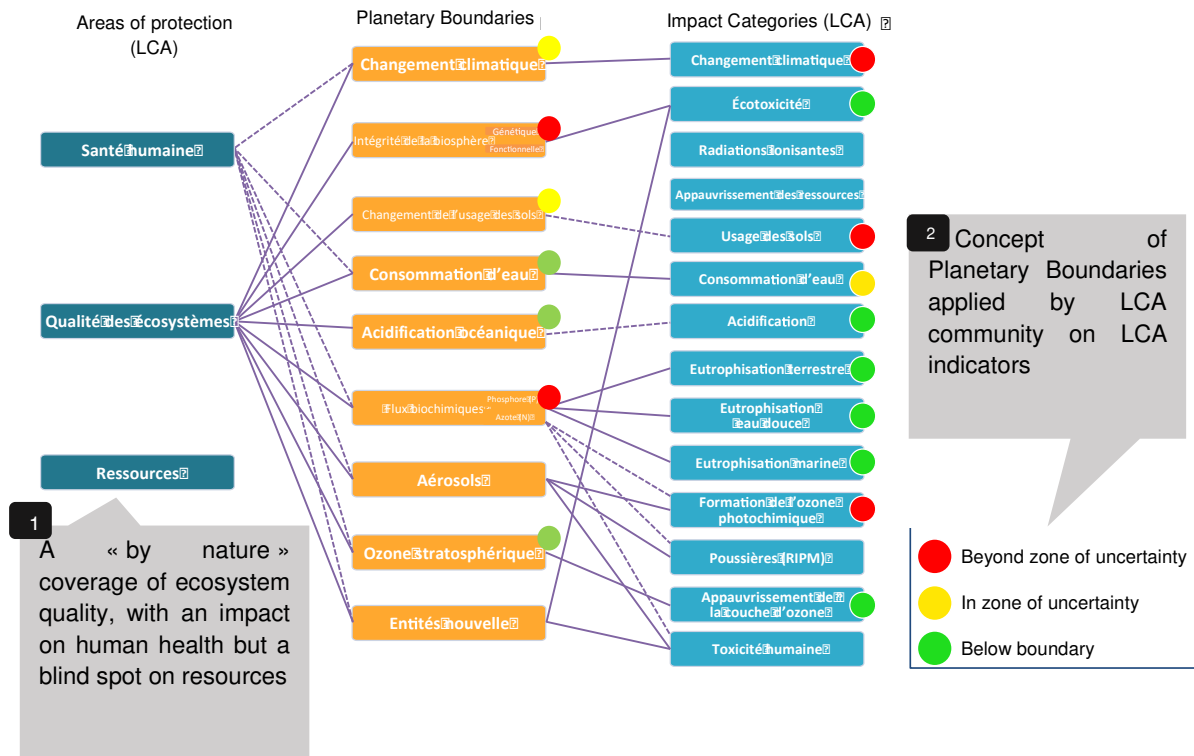 Areas of protection
(LCA)
Planetary Boundaries
Impact Categories (LCA)
Santé humaine
Qualité des écosystèmes
Ressources
1
A « by nature »
coverage of ecosystem
quality, with an impact
on human health but a
blind spot on resources
Changement climatique
Intégrité de la biosphère
Génétique
Fonctionnelle
Changement de l'usage des sols
Consommation d'eau
Acidification océanique
Flux biochimiques
Phosphore (P)
Azote (N)
Aérosols
Ozone stratosphérique
Entités nouvelle
Changement climatique
Écotoxicité
Radiations ionisantes
Appauvrissement des ressources
Usage des sols
Consommation d'eau
Acidification
Eutrophisation terrestre
Eutrophisation
eau douce
Eutrophisation marine
Formation de l'ozone
photochimique
Poussières (RIPM)
Appauvrissement de
la couche d'ozone
Toxicité humaine
2 Concept of
Planetary Boundaries
applied by LCA
community on LCA
indicators
Beyond zone of uncertainty
In zone of uncertainty
Below boundary